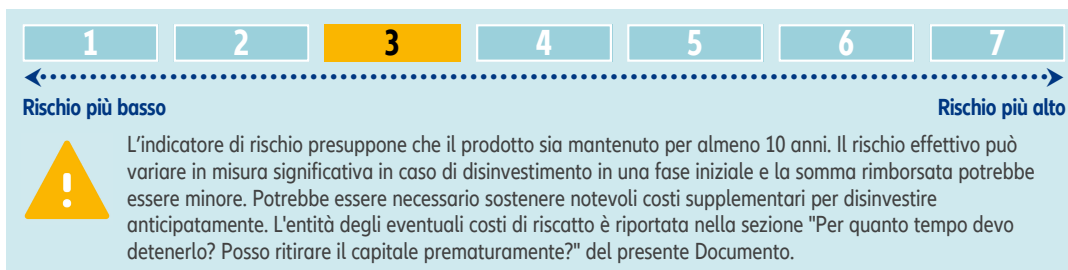 1 2 3 4 5 6 7
Rischio più basso Rischio più alto
L'indicatore di rischio presuppone che il prodotto sia mantenuto per almeno 10 anni. Il rischio effettivo può
variare in misura significativa in caso di disinvestimento in una fase iniziale e la somma rimborsata potrebbe
essere minore. Potrebbe essere necessario sostenere notevoli costi supplementari per disinvestire
anticipatamente. L'entità degli eventuali costi di riscatto è riportata nella sezione "Per quanto tempo devo
detenerlo? Posso ritirare il capitale prematuramente?" del presente Documento.